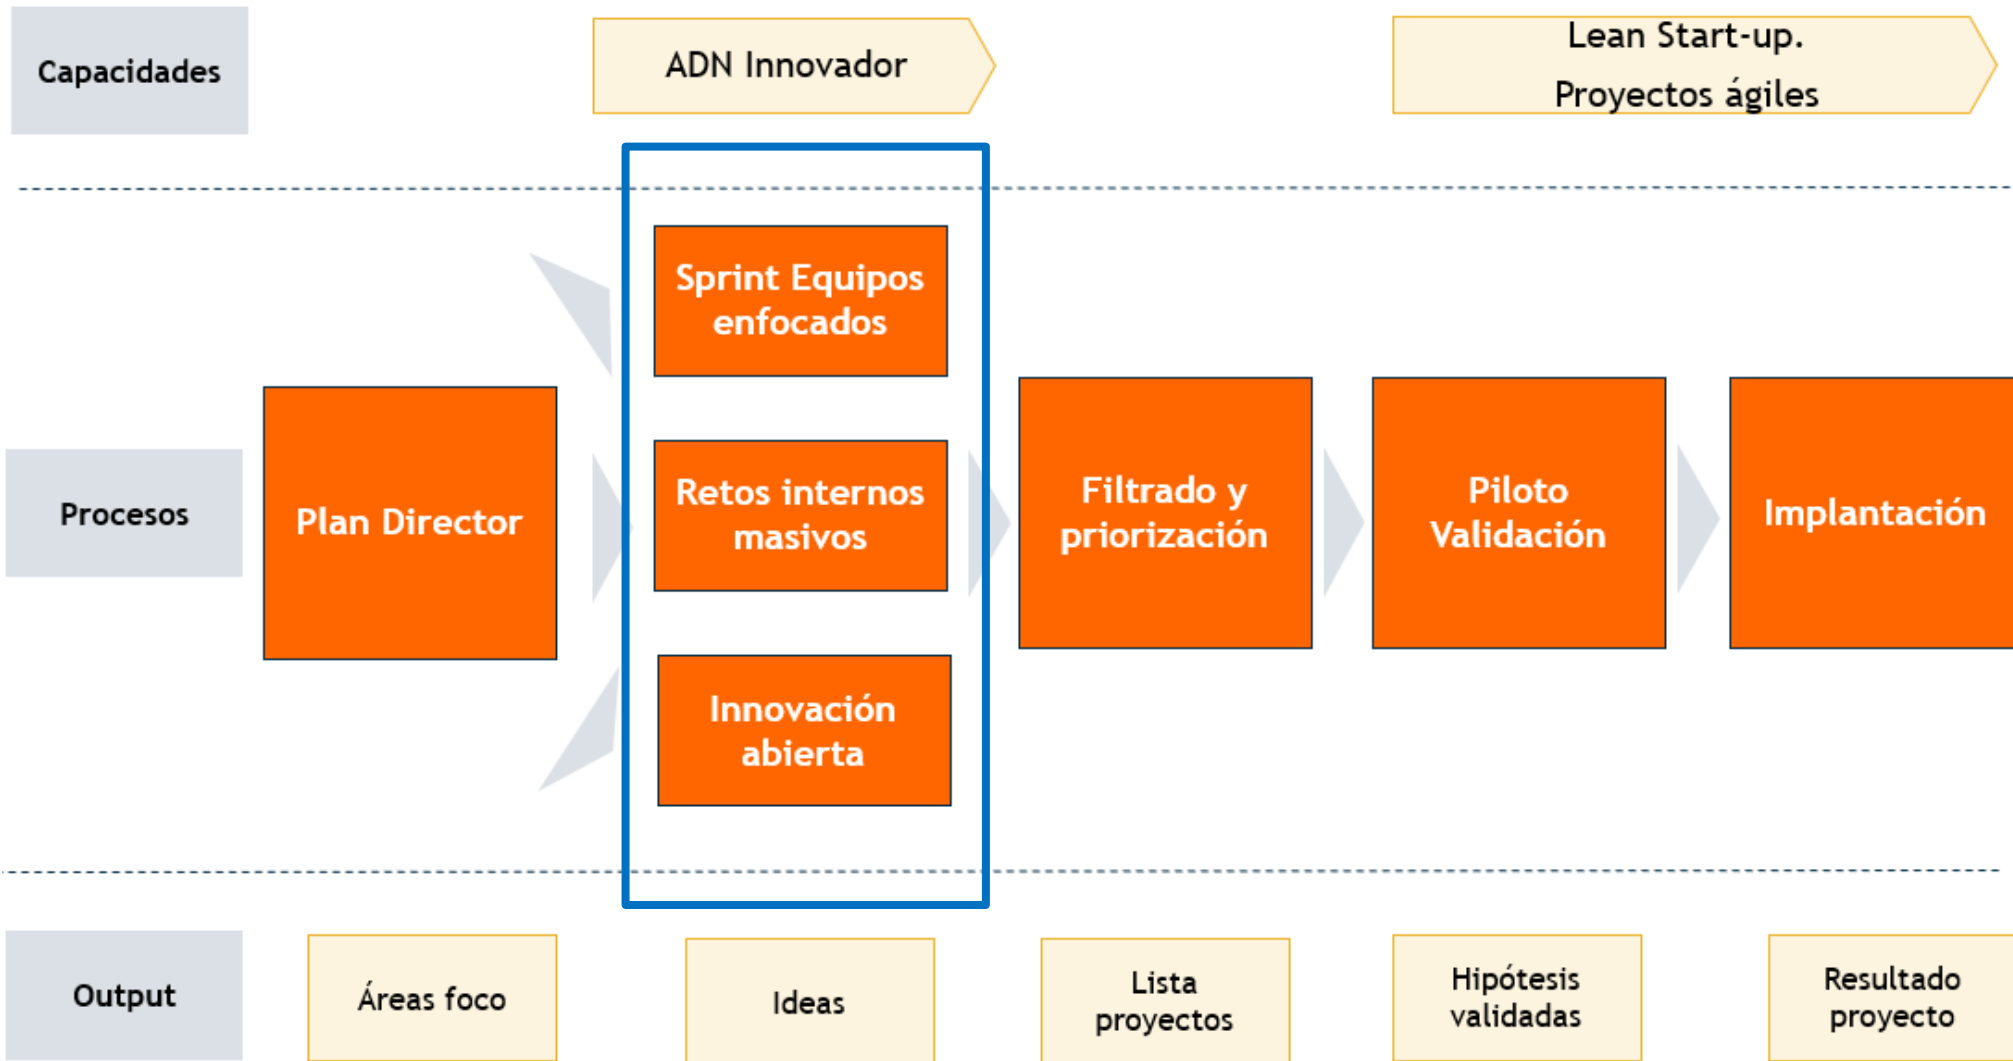 Capacidades
ADN Innovador
Lean Start-up.
Proyectos ágiles
Procesos
Plan Director
Sprint Equipos
enfocados
Retos internos
masivos
Innovación
abierta
Filtrado y
priorización
Piloto
Validación
Implantación
Output
Áreas foco
Ideas
Lista
proyectos
Hipótesis
validadas
Resultado
proyecto